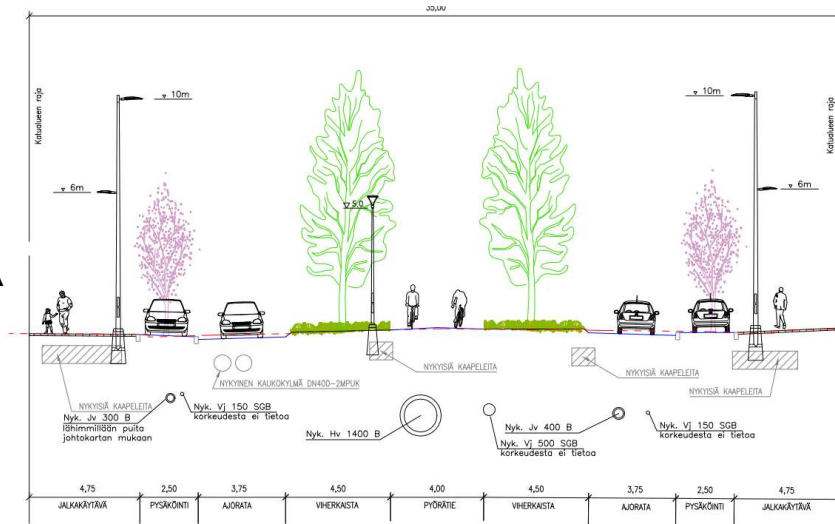 35,00
Katualueen raja
Katualueen raja
10m
10m
6m
6m
5.0
NYKYISIÄ KAAPELEITA
NYKYINEN KAUKOKYLMÄ DN400-2MPUK
NYKYISIÄ KAAPELEITA
NYKYISIÄ KAAPELEITA
NYKYISIÄ KAAPELEITA
Nyk. Jv 300 B
lähimmillään puita
johtokartan mukaan
Nyk. Vj 150 SGB
korkeudesta ei tietoa
Nyk. Hv 1400 B
Nyk. Vj 500 SGB
korkeudesta ei tietoa
Nyk. Jv 400 B
Nyk. Vj 150 SGB
korkeudesta ei tietoa
4,75 2,50 3,75 4,50 4,00 4,50 3,75 2,50 4,75
JALKAKÄYTÄVÄ PYSÄKÖINTI AJORATA VIHERKAISTA PYÖRÄTIE VIHERKAISTA AJORATA PYSÄKÖINTI JALKAKÄYTÄVÄ